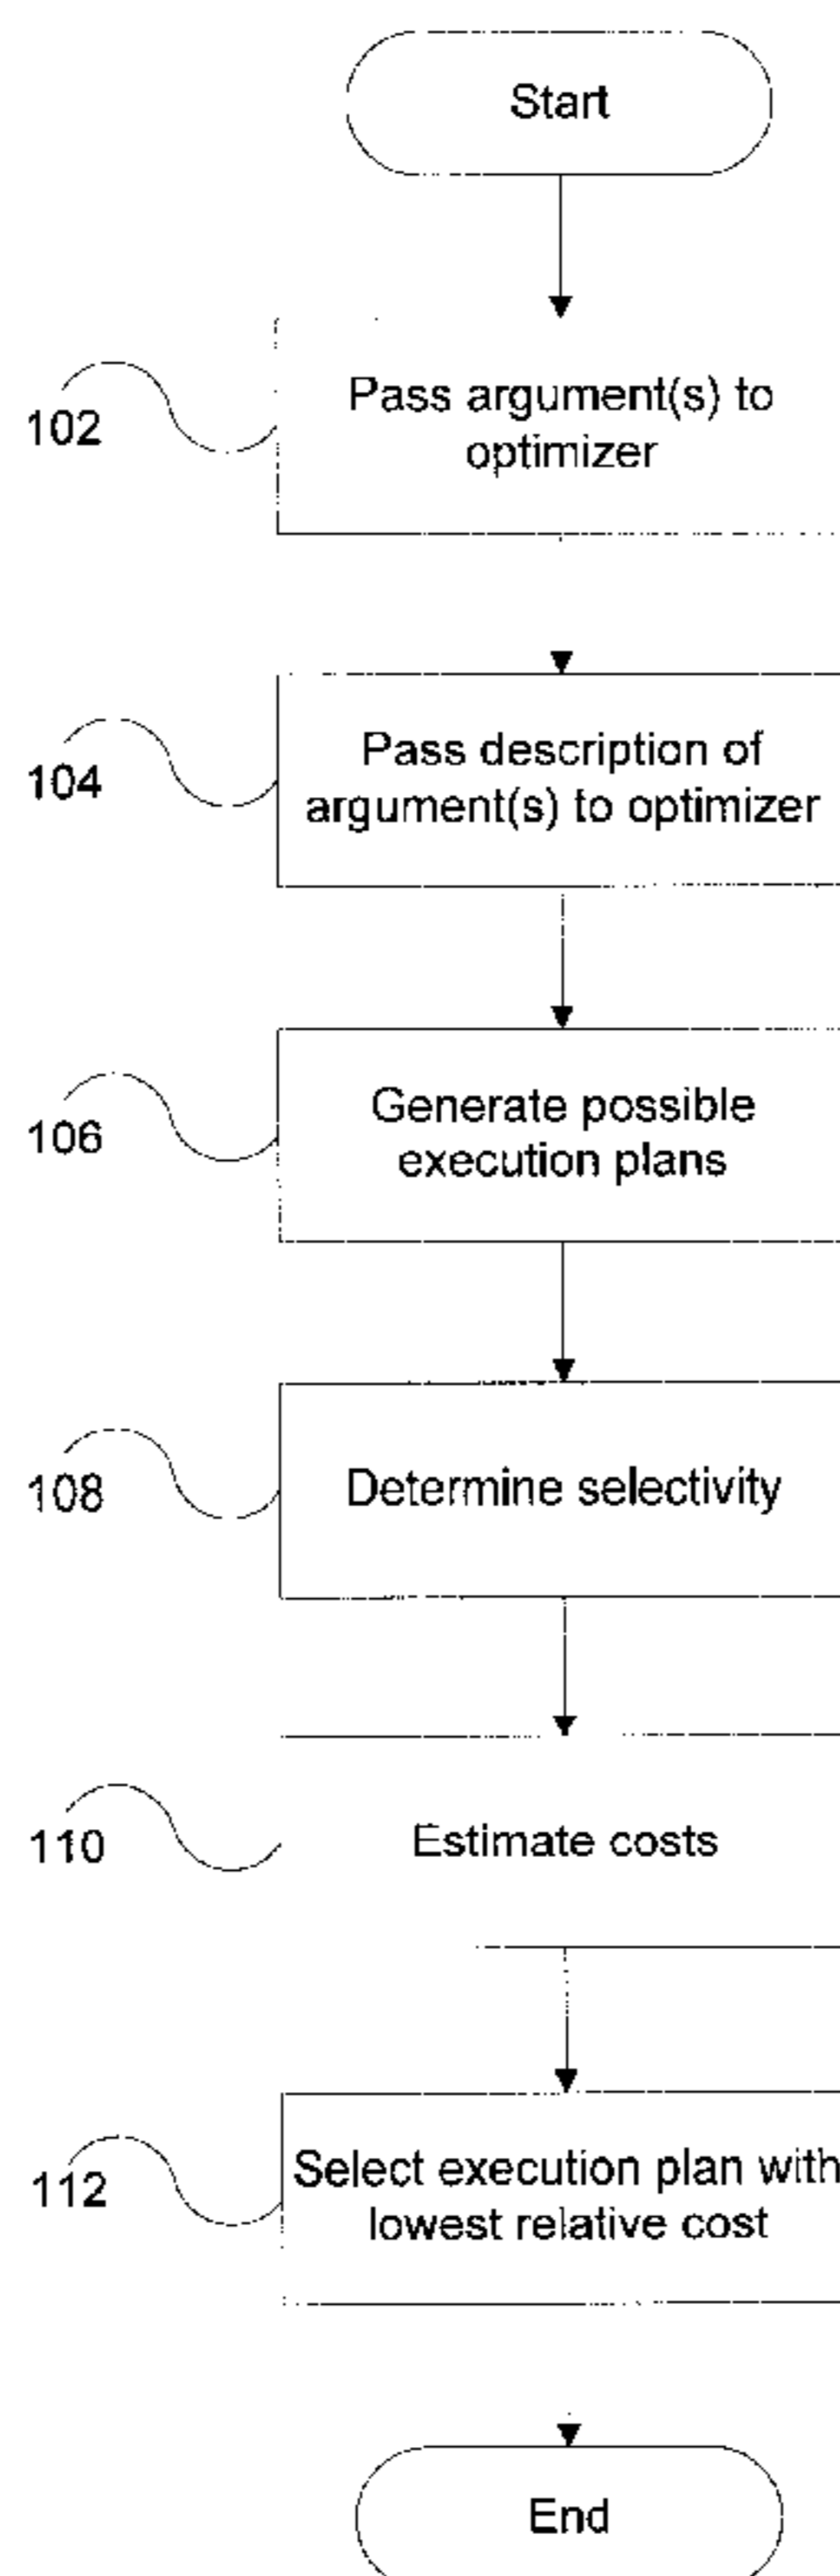 Start
102
Pass argument(s) to
optimizer
104
Pass description of
argument(s) to optimizer
106
Generate possible
execution plans
108
Determine selectivity
110
Estimate costs
112
Select execution plan with
lowest relative cost
End